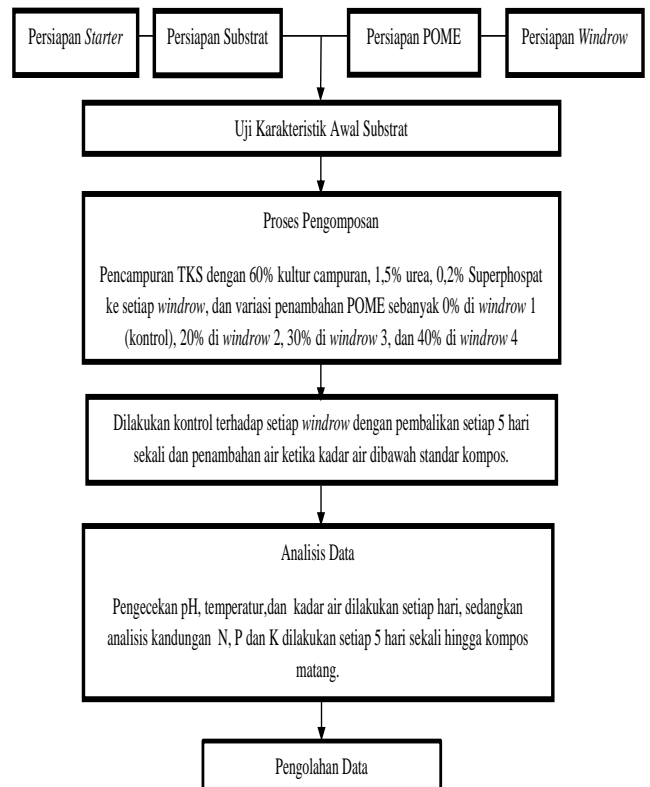 Persiapan Starter
Persiapan Substrat
Persiapan POME
Persiapan Windrow
Uji Karakteristik Awal Substrat
Proses Pengomposan
Pencampuran TKS dengan 60% kultur campuran, 1,5% urea, 0,2% Superphospat
ke setiap windrow, dan variasi penambahan POME sebanyak 0% di windrow 1
(kontrol), 20% di windrow 2, 30% di windrow 3, dan 40% di windrow 4
Dilakukan kontrol terhadap setiap windrow dengan pembalikan setiap 5 hari
sekali dan penambahan air ketika kadar air dibawah standar kompos.
Analisis Data
Pengecekan pH, temperatur,dan kadar air dilakukan setiap hari, sedangkan
analisis kandungan N, P dan K dilakukan setiap 5 hari sekali hingga kompos
matang.
Pengolahan Data